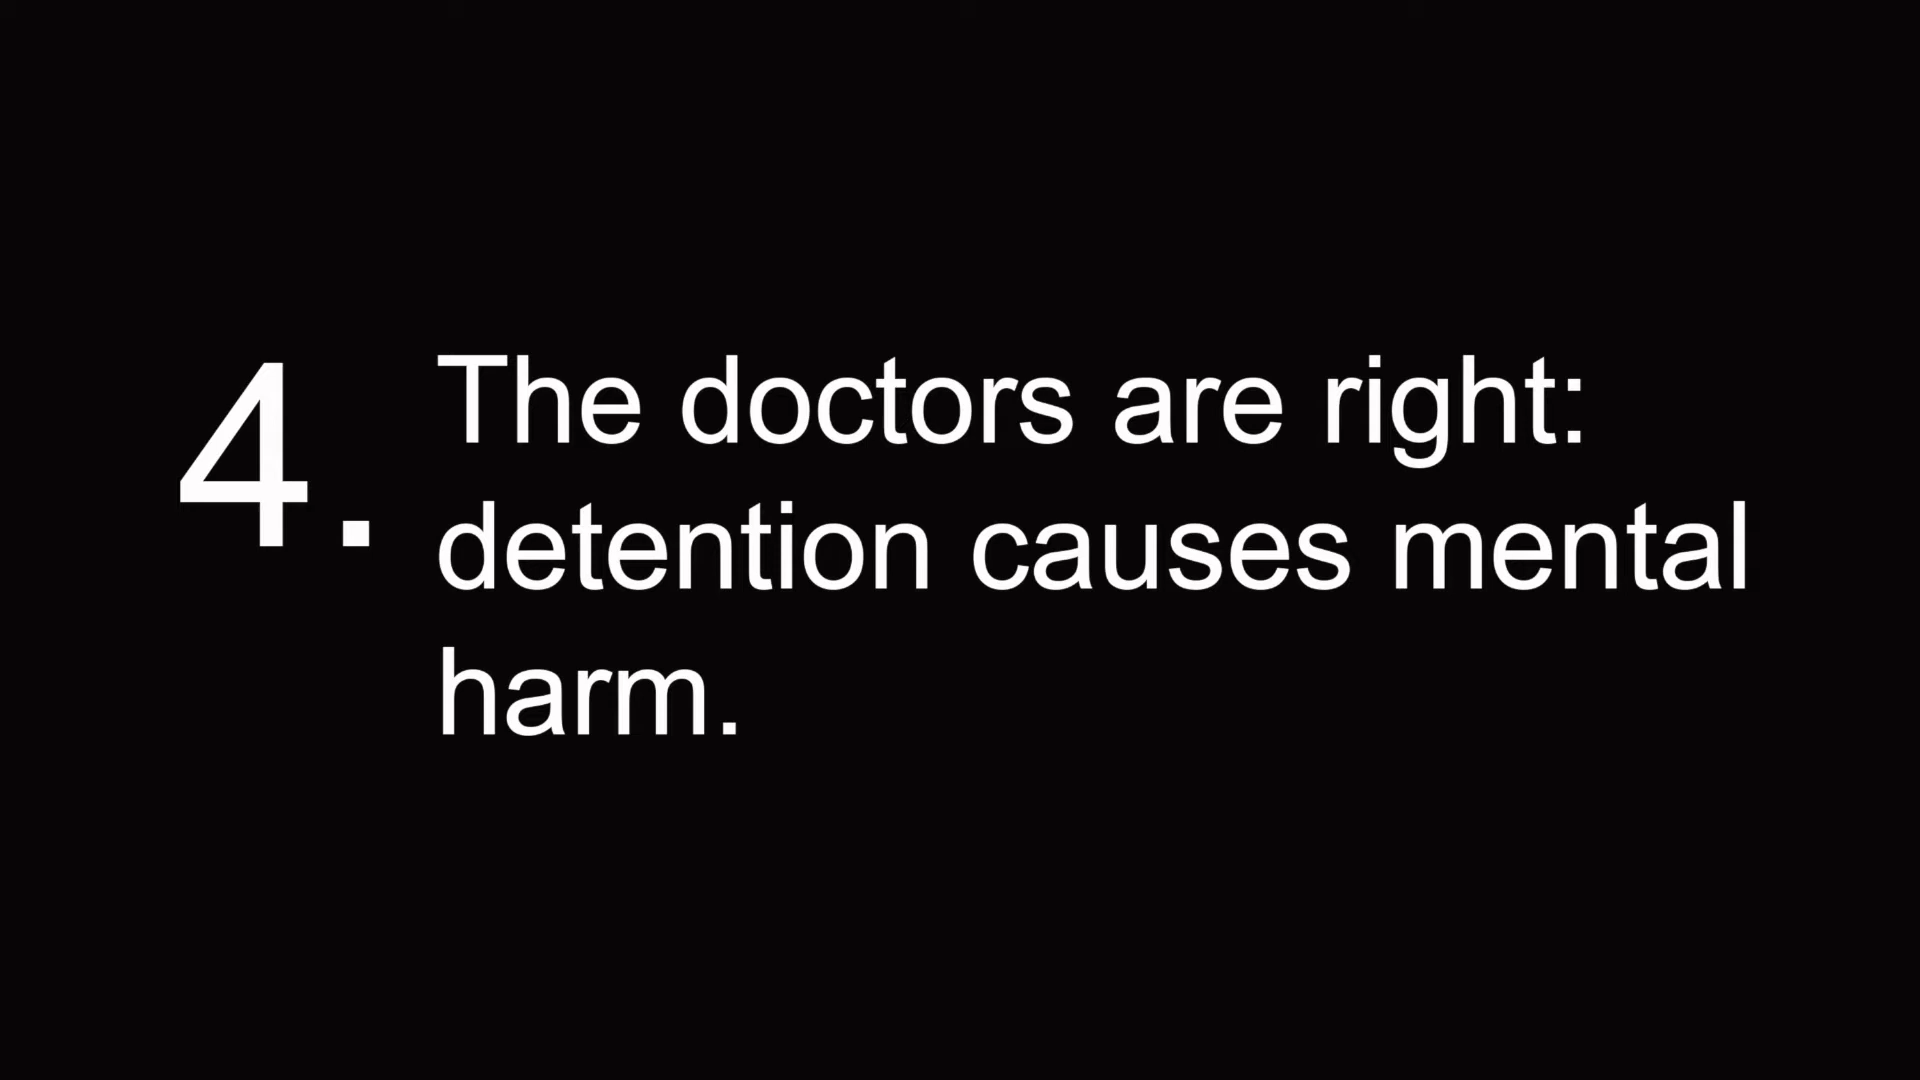 4. The doctors are right:
detention causes mental
harm.